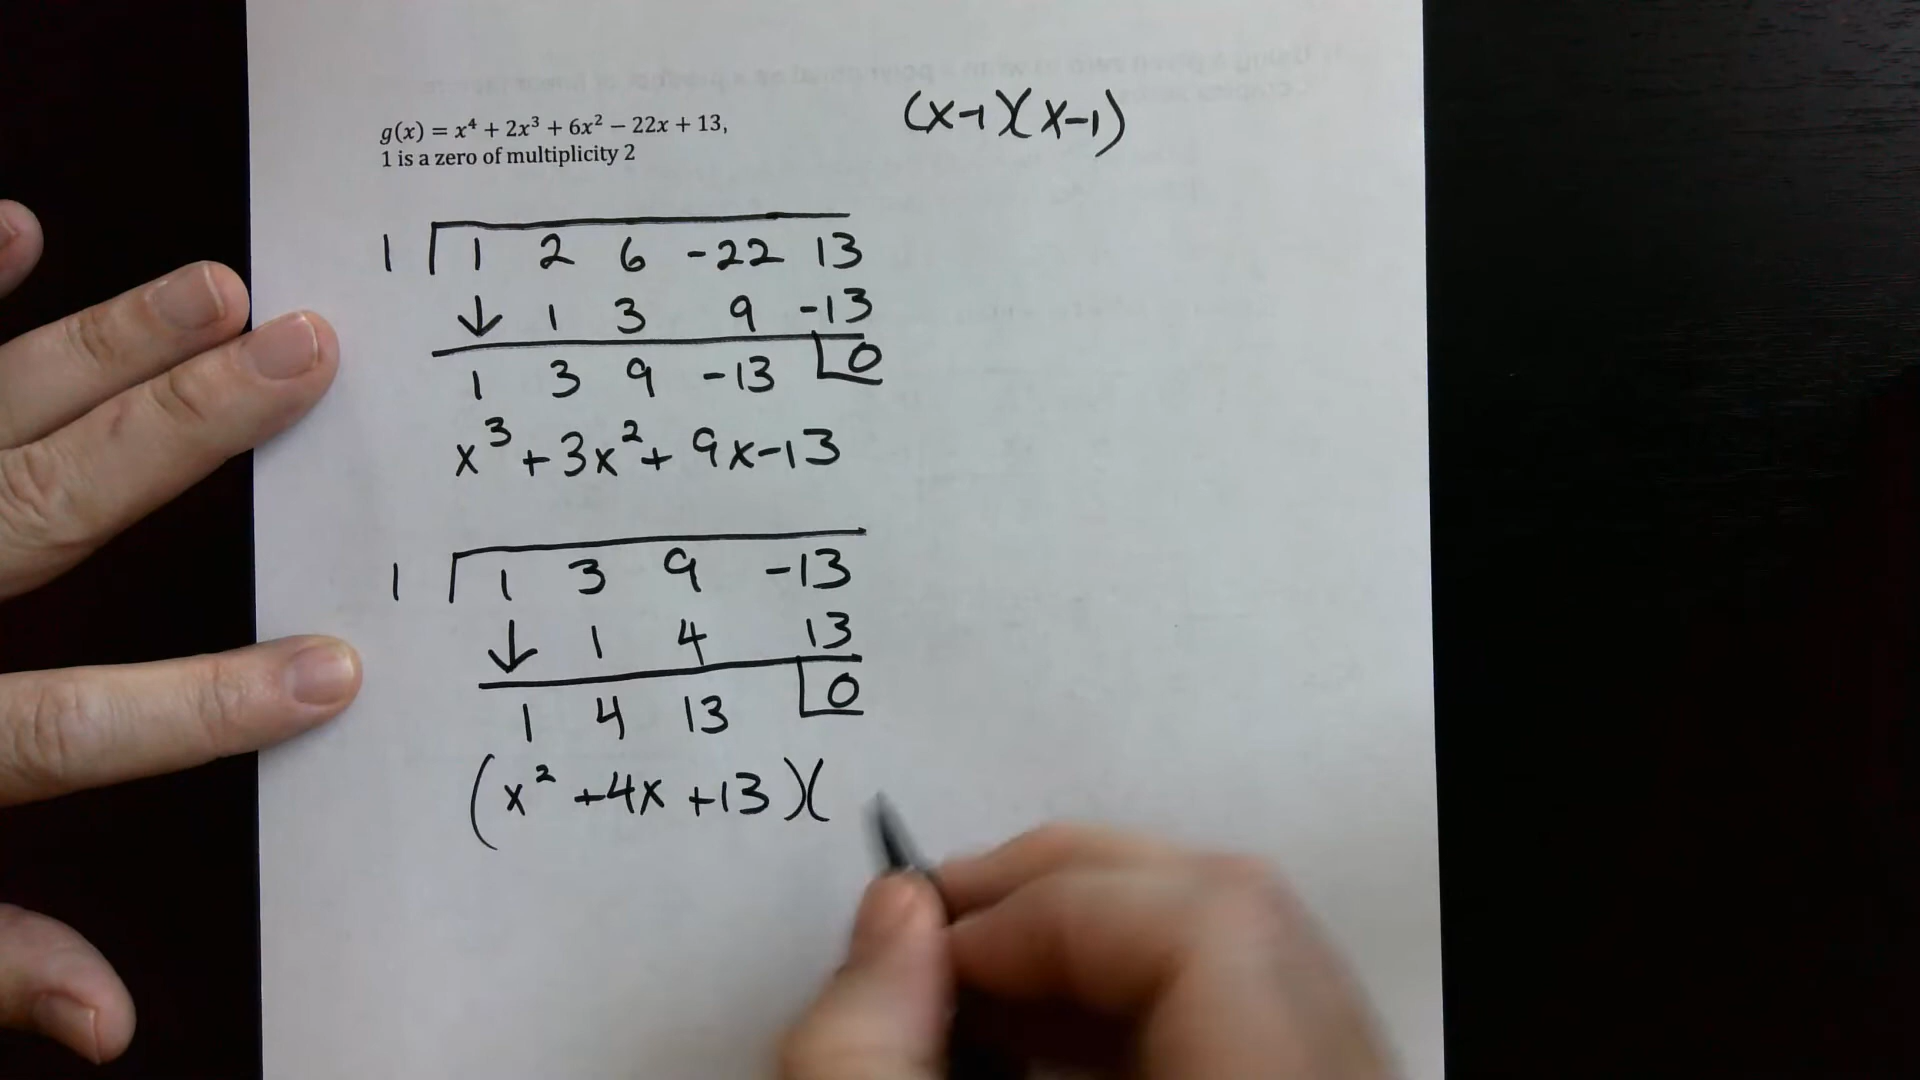 g(x) = x⁴ + 2x³ + 6x² − 22x + 13,
1 is a zero of multiplicity 2
(x-1)(x-1)
1 1 2 6 -22 13
↓ 1 3 9 -13
1 3 9 -13 0
x³ + 3x² + 9x-13
1 1 3 9 -13
↓ 1 4 13
1 4 13 0
(x² +4x +13)(